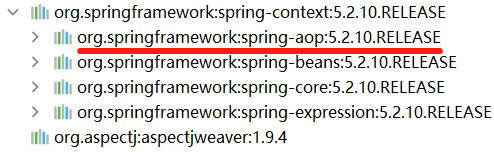 org.springframework:spring-context:5.2.10.RELEASE
org.springframework:spring-aop:5.2.10.RELEASE
org.springframework:spring-beans:5.2.10.RELEASE
org.springframework:spring-core:5.2.10.RELEASE
org.springframework:spring-expression:5.2.10.RELEASE
org.aspectj:aspectjweaver:1.9.4